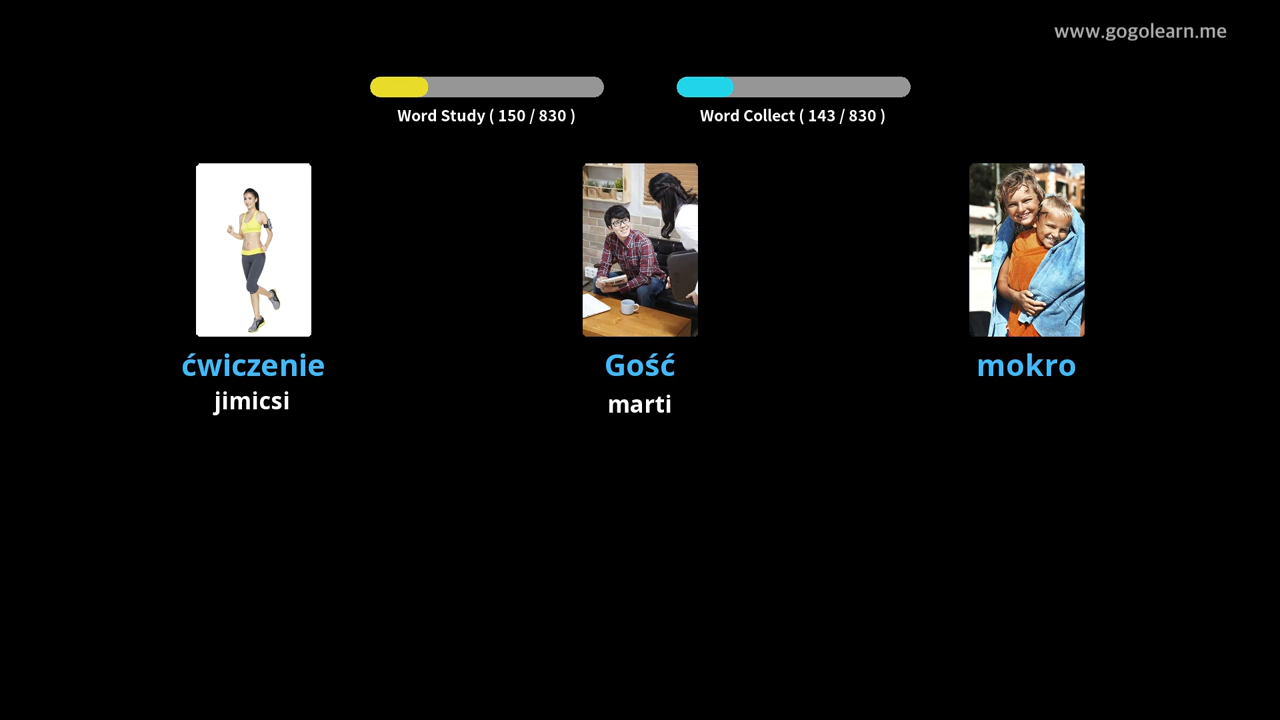 www.gogolearn.me
Word Study ( 150 / 830 )
Word Collect ( 143 / 830 )
ćwiczenie
Gość
mokro
jimicsi
marti